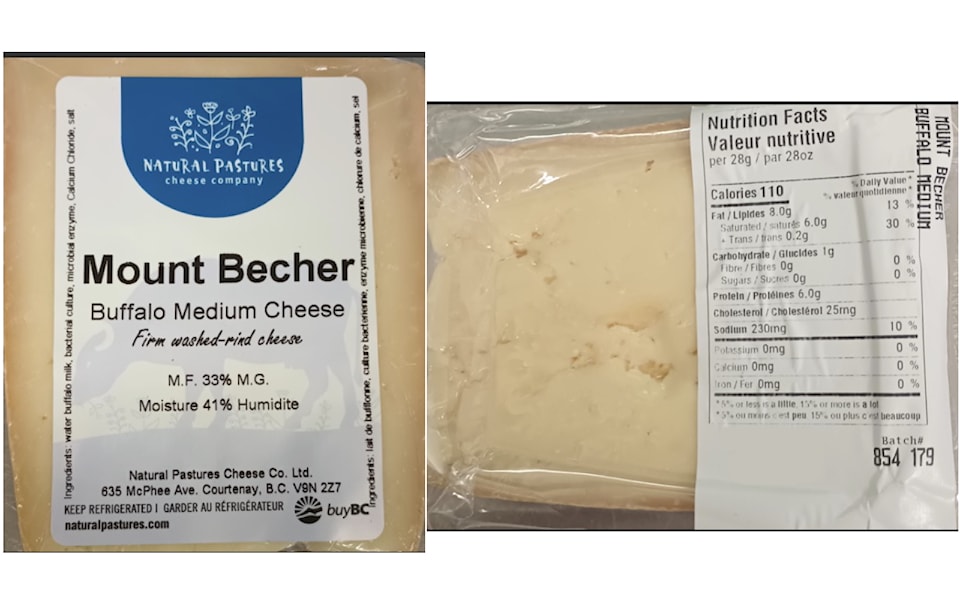 NATURAL PASTURES
cheese company
Mount Becher
Buffalo Medium Cheese
Firm washed-rind cheese
M.F. 33% M.G.
Moisture 41% Humidite
Natural Pastures Cheese Co. Ltd.
635 McPhee Ave. Courtenay, B.C. V9N 2Z7
KEEP REFRIGERATED I GARDER AU RÉFRIGÉRATEUR
naturalpastures.com
buyBC
Ingredients: water buffalo milk, bacterial culture, microbial enzyme, Calcium Chloride, salt
Ingredients: lait de bufflonne, culture bacterienne, enzyme microbienne, chlorure de calcium, sel
Nutrition Facts
Valeur nutritive
per 28g / par 28oz
Calories 110
% Daily Value*
% valeur quotidienne*
Fat / Lipides 8.0g 13 %
Saturated / saturés 6.0g 30 %
+ Trans / trans 0.2g
Carbohydrate / Glucides 1g
Fibre / Fibres 0g 0 %
Sugars / Sucres 0g 0 %
Protein / Protéines 6.0g
Cholesterol / Cholestérol 25mg
Sodium 230mg 10 %
Potassium 0mg 0 %
Calcium 0mg 0 %
Iron / Fer 0mg 0 %
*5% or less is a little, 15% or more is a lot
*5% ou moins c'est peu 15% ou plus c'est beaucoup
MOUNT BECHER
BUFFALO MEDIUM
Batch#
854 179